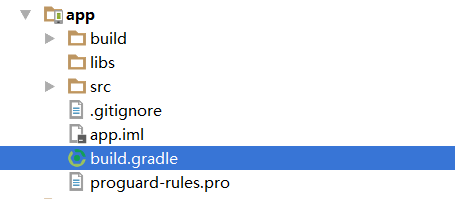 app
build
libs
src
.gitignore
app.iml
build.gradle
proguard-rules.pro